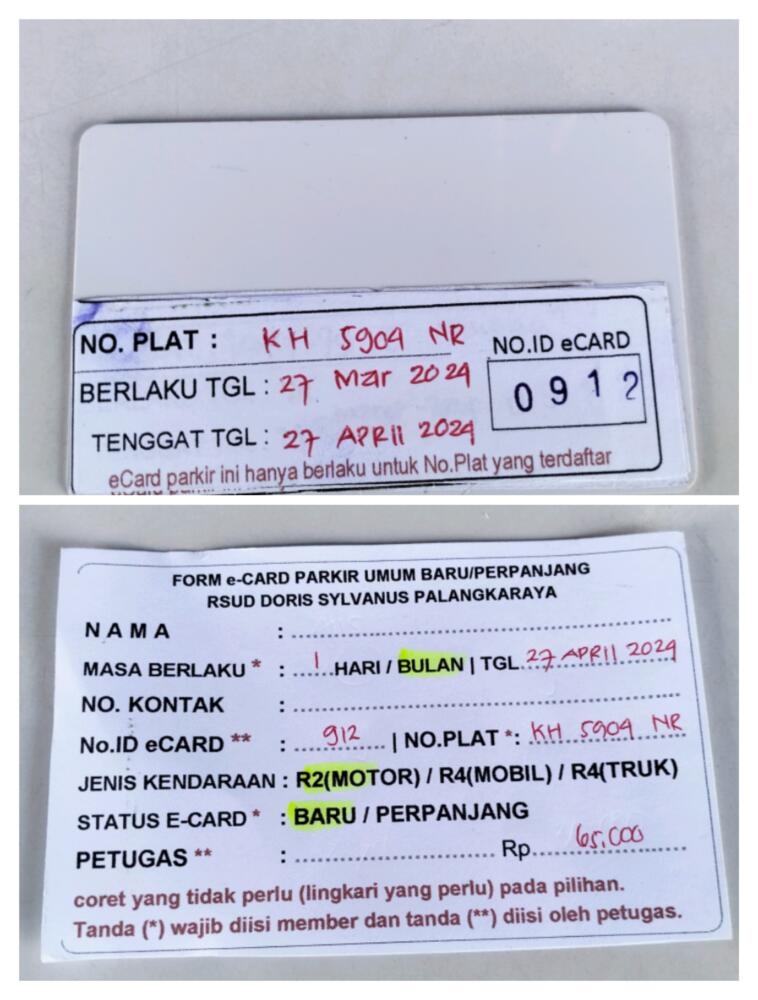 NO. PLAT : KH 5904 NR
NO.ID eCARD
BERLAKU TGL : 27 Mar 2024
0912
TENGGAT TGL : 27 APRIl 2024
eCard parkir ini hanya berlaku untuk No.Plat yang terdaftar
FORM e-CARD PARKIR UMUM BARU/PERPANJANG
RSUD DORIS SYLVANUS PALANGKARAYA
NAMA :
MASA BERLAKU * : 1 HARI / BULAN | TGL 27 APRIl 2024
NO. KONTAK :
No.ID eCARD ** : 912 | NO.PLAT *: KH 5904 NR
JENIS KENDARAAN : R2(MOTOR) / R4(MOBIL) / R4(TRUK)
STATUS E-CARD * : BARU / PERPANJANG
PETUGAS ** : Rp. 65.000
coret yang tidak perlu (lingkari yang perlu) pada pilihan.
Tanda (*) wajib diisi member dan tanda (**) diisi oleh petugas.